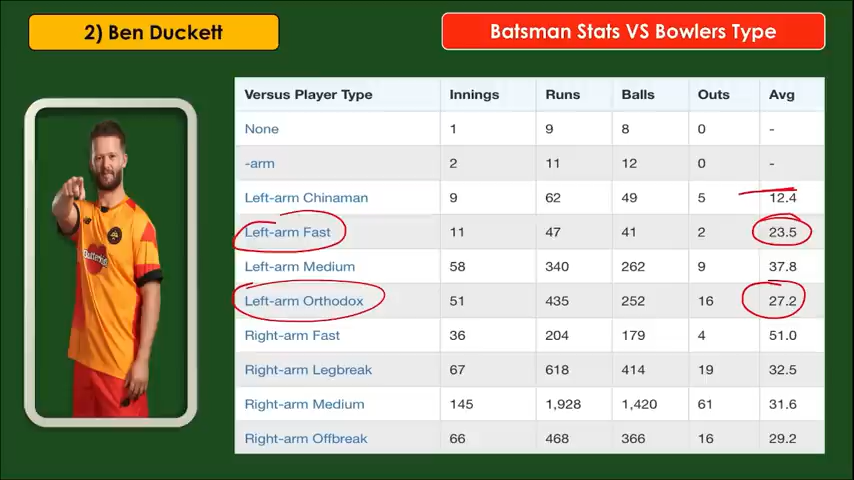 2) Ben Duckett
Batsman Stats VS Bowlers Type
Versus Player Type Innings Runs Balls Outs Avg
None 1 9 8 0 -
-arm 2 11 12 0 -
Left-arm Chinaman 9 62 49 5 12.4
Left-arm Fast 11 47 41 2 23.5
Left-arm Medium 58 340 262 9 37.8
Left-arm Orthodox 51 435 252 16 27.2
Right-arm Fast 36 204 179 4 51.0
Right-arm Legbreak 67 618 414 19 32.5
Right-arm Medium 145 1,928 1,420 61 31.6
Right-arm Offbreak 66 468 366 16 29.2